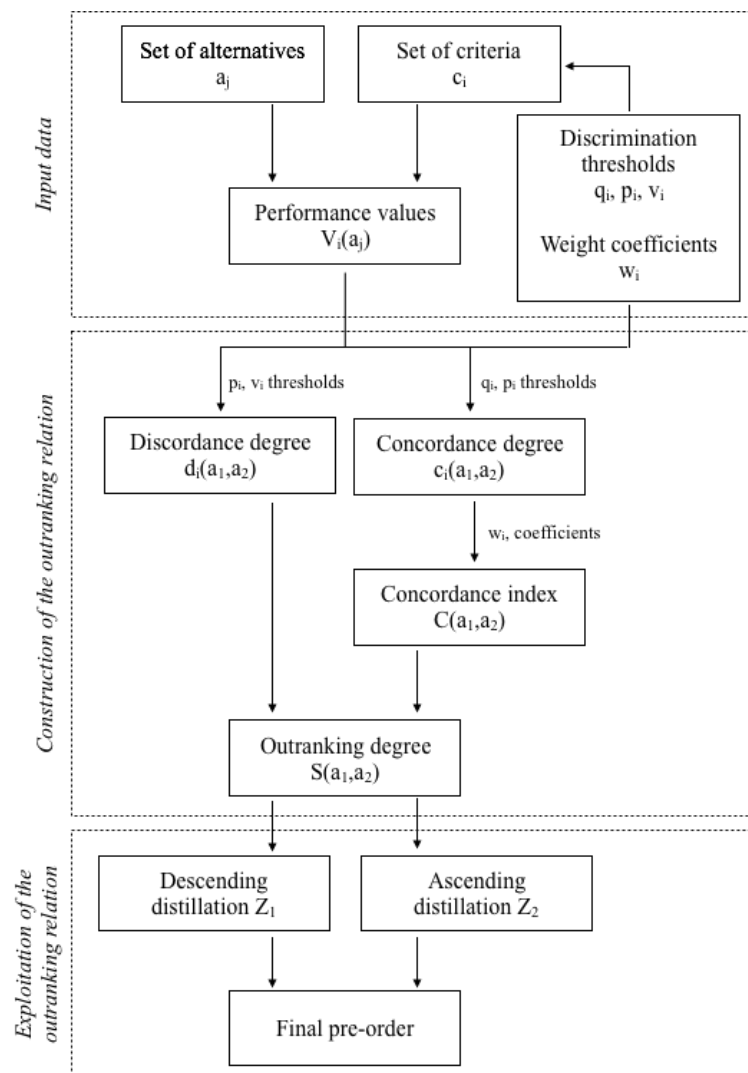 Input data
Set of alternatives
aⱼ
Set of criteria
cᵢ
Discrimination
thresholds
qᵢ, pᵢ, vᵢ
Weight coefficients
wᵢ
Performance values
Vᵢ(aⱼ)
Construction of the outranking relation
pᵢ, vᵢ thresholds
qᵢ, pᵢ thresholds
Discordance degree
dᵢ(a₁,a₂)
Concordance degree
cᵢ(a₁,a₂)
wᵢ, coefficients
Concordance index
C(a₁,a₂)
Outranking degree
S(a₁,a₂)
Exploitation of the
outranking relation
Descending
distillation Z₁
Ascending
distillation Z₂
Final pre-order